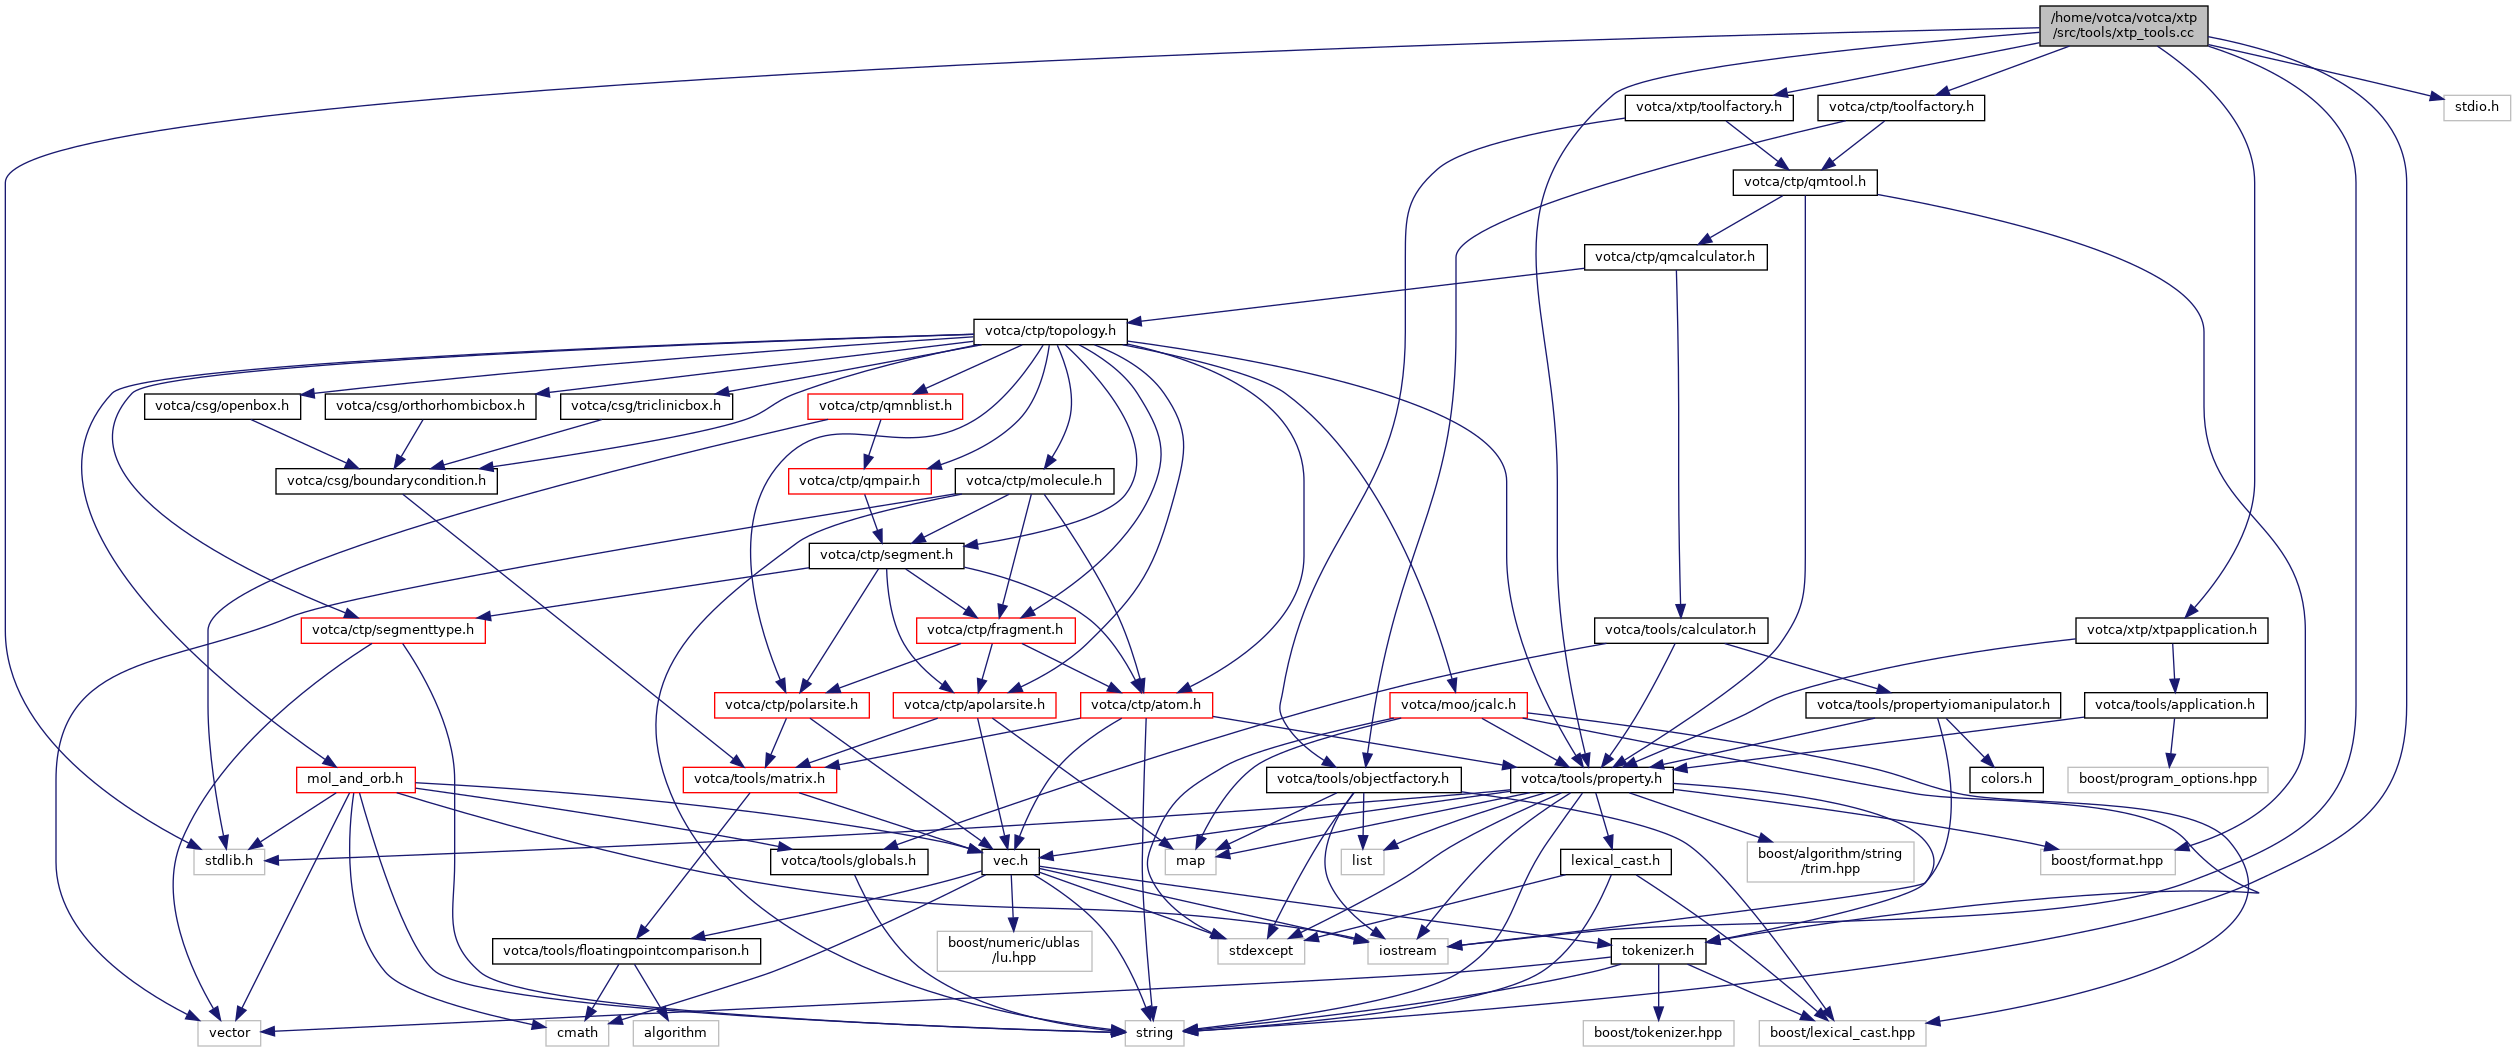 /home/votca/votca/xtp
/src/tools/xtp_tools.cc
votca/xtp/toolfactory.h
votca/ctp/toolfactory.h
stdio.h
votca/ctp/qmtool.h
votca/ctp/qmcalculator.h
votca/ctp/topology.h
votca/csg/openbox.h
votca/csg/orthorhombicbox.h
votca/csg/triclinicbox.h
votca/ctp/qmnblist.h
votca/csg/boundarycondition.h
votca/ctp/qmpair.h
votca/ctp/molecule.h
votca/ctp/segment.h
votca/ctp/segmenttype.h
votca/ctp/fragment.h
votca/tools/calculator.h
votca/xtp/xtpapplication.h
votca/ctp/polarsite.h
votca/ctp/apolarsite.h
votca/ctp/atom.h
votca/moo/jcalc.h
votca/tools/propertyiomanipulator.h
votca/tools/application.h
mol_and_orb.h
votca/tools/matrix.h
votca/tools/objectfactory.h
votca/tools/property.h
colors.h
boost/program_options.hpp
stdlib.h
votca/tools/globals.h
vec.h
map
list
lexical_cast.h
boost/algorithm/string
/trim.hpp
boost/format.hpp
votca/tools/floatingpointcomparison.h
boost/numeric/ublas
/lu.hpp
stdexcept
iostream
tokenizer.h
vector
cmath
algorithm
string
boost/tokenizer.hpp
boost/lexical_cast.hpp